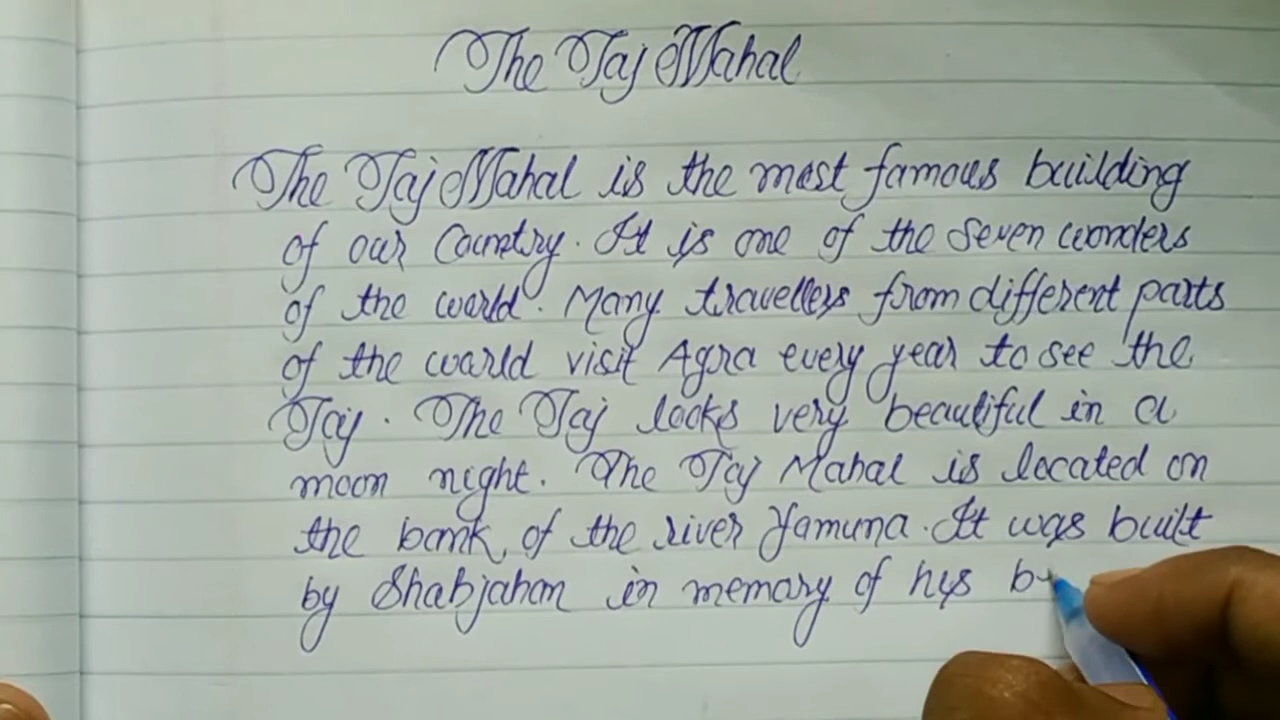 The Taj Mahal
The Taj Mahal is the most famous building
of our Country. It is one of the seven wonders
of the world. Many travellers from different parts
of the world visit Agra every year to see the
Taj. The Taj looks very beautiful in a
moon night. The Taj Mahal is located on
the bank of the river Yamuna. It was built
by Shahjahan in memory of his